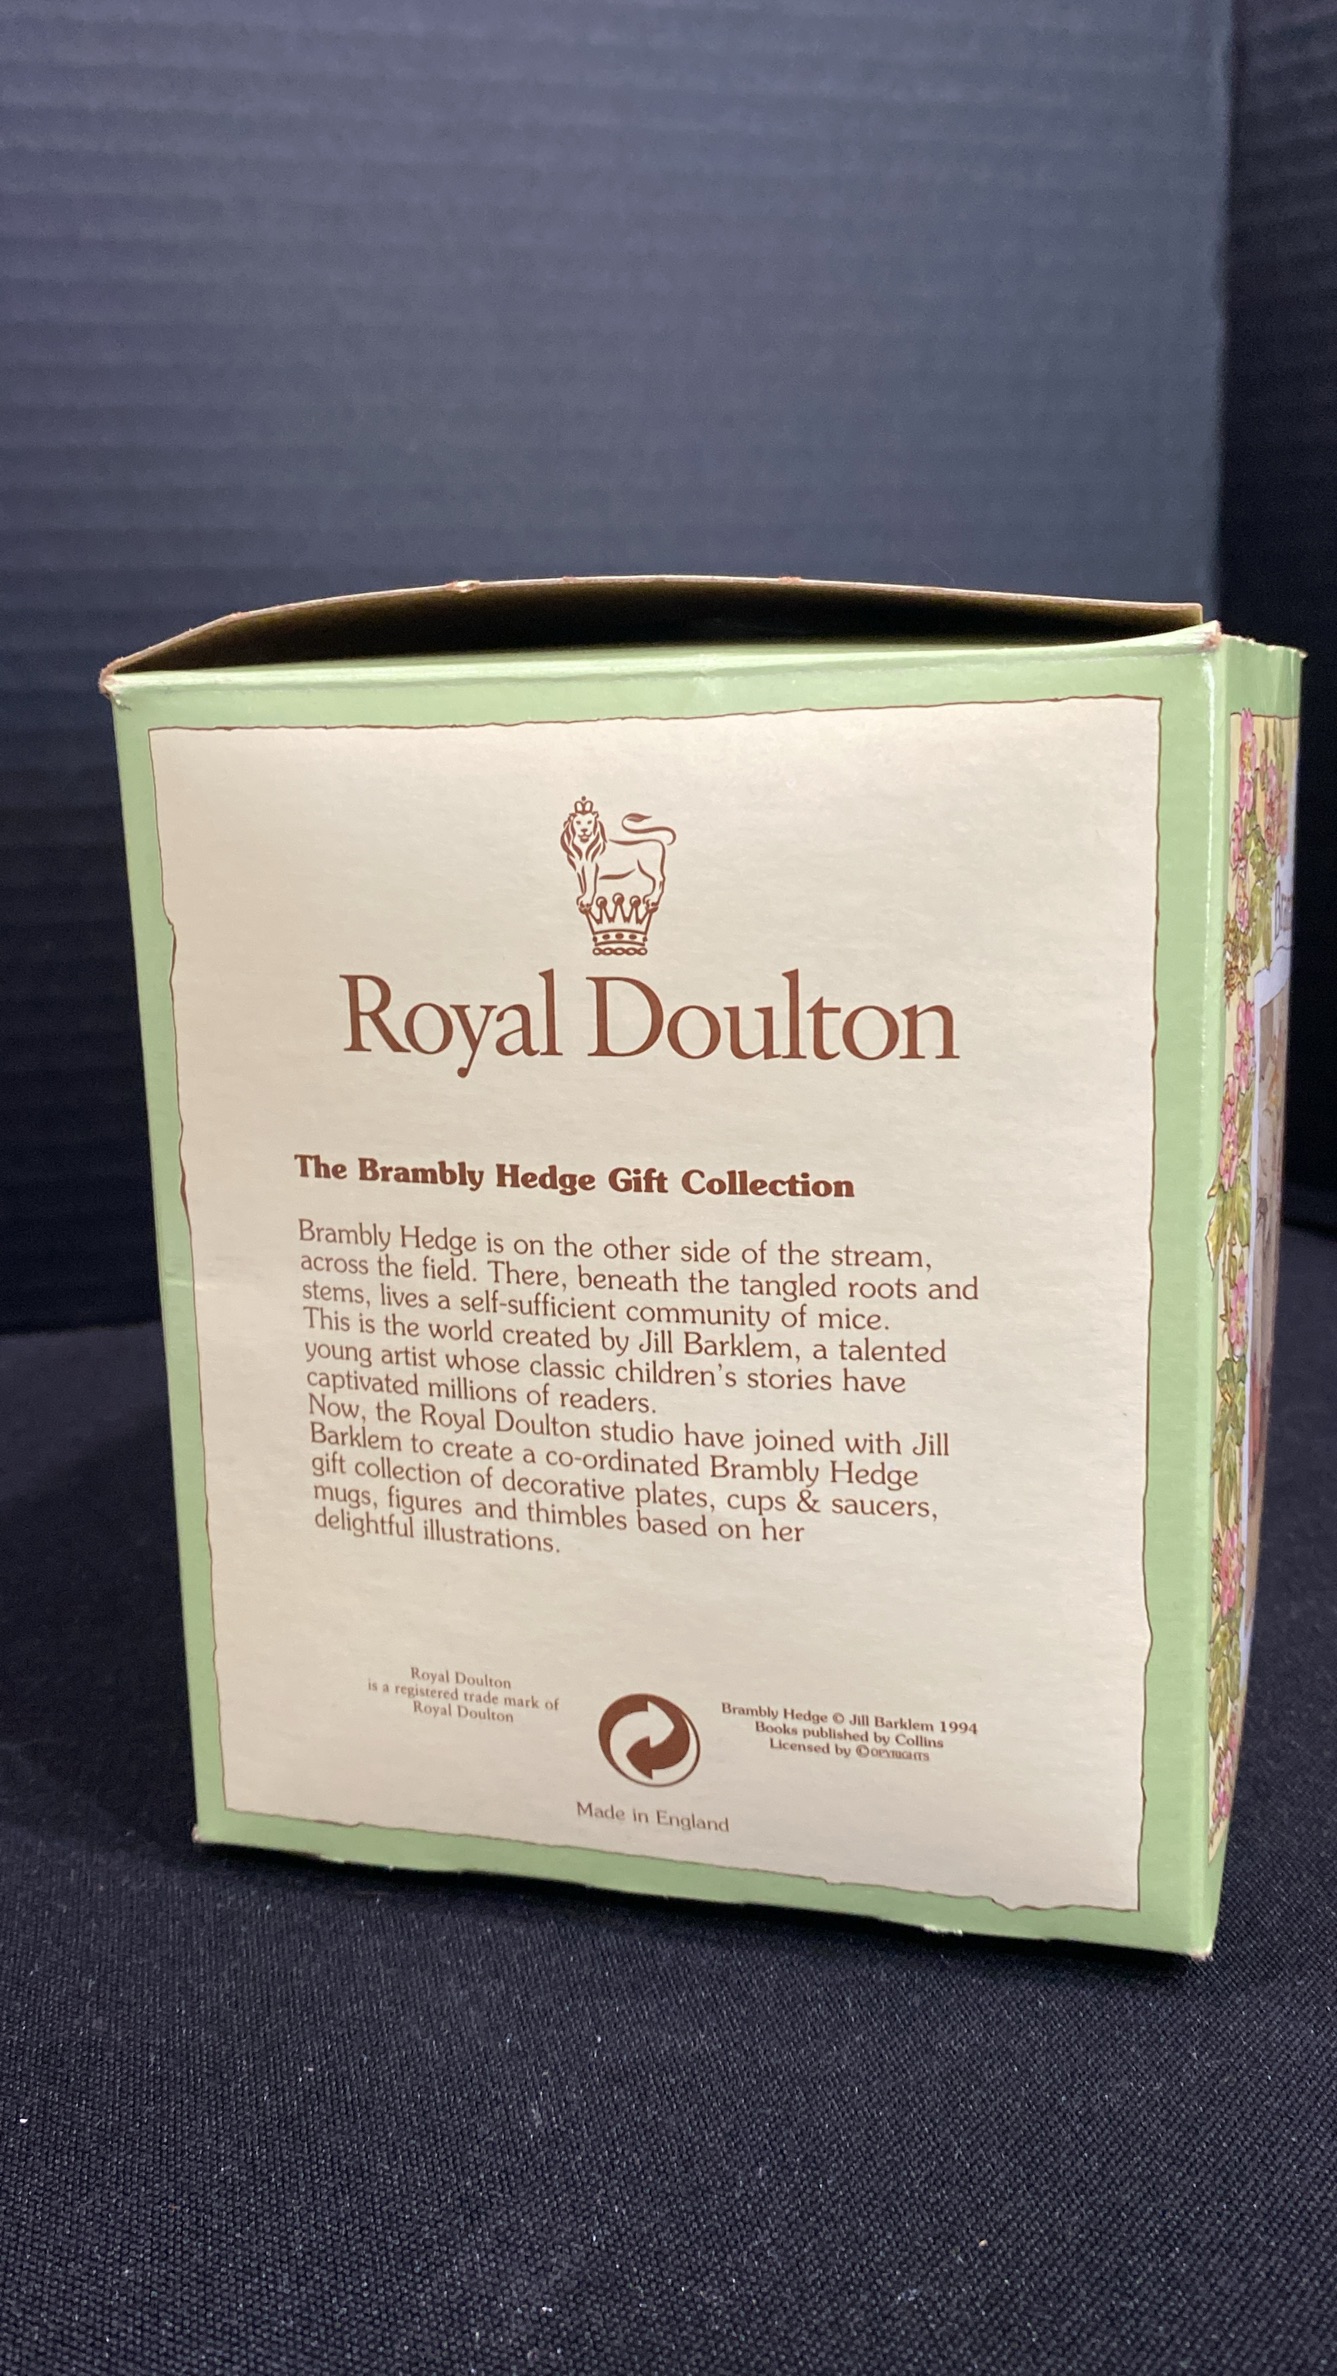 Royal Doulton
The Brambly Hedge Gift Collection
Brambly Hedge is on the other side of the stream,
across the field. There, beneath the tangled roots and
stems, lives a self-sufficient community of mice.
This is the world created by Jill Barklem, a talented
young artist whose classic children's stories have
captivated millions of readers.
Now, the Royal Doulton studio have joined with Jill
Barklem to create a co-ordinated Brambly Hedge
gift collection of decorative plates, cups & saucers,
mugs, figures and thimbles based on her
delightful illustrations.
Royal Doulton
is a registered trade mark of
Royal Doulton
Brambly Hedge © Jill Barklem 1994
Books published by Collins
Licensed by ©OPYRIGHTS
Made in England